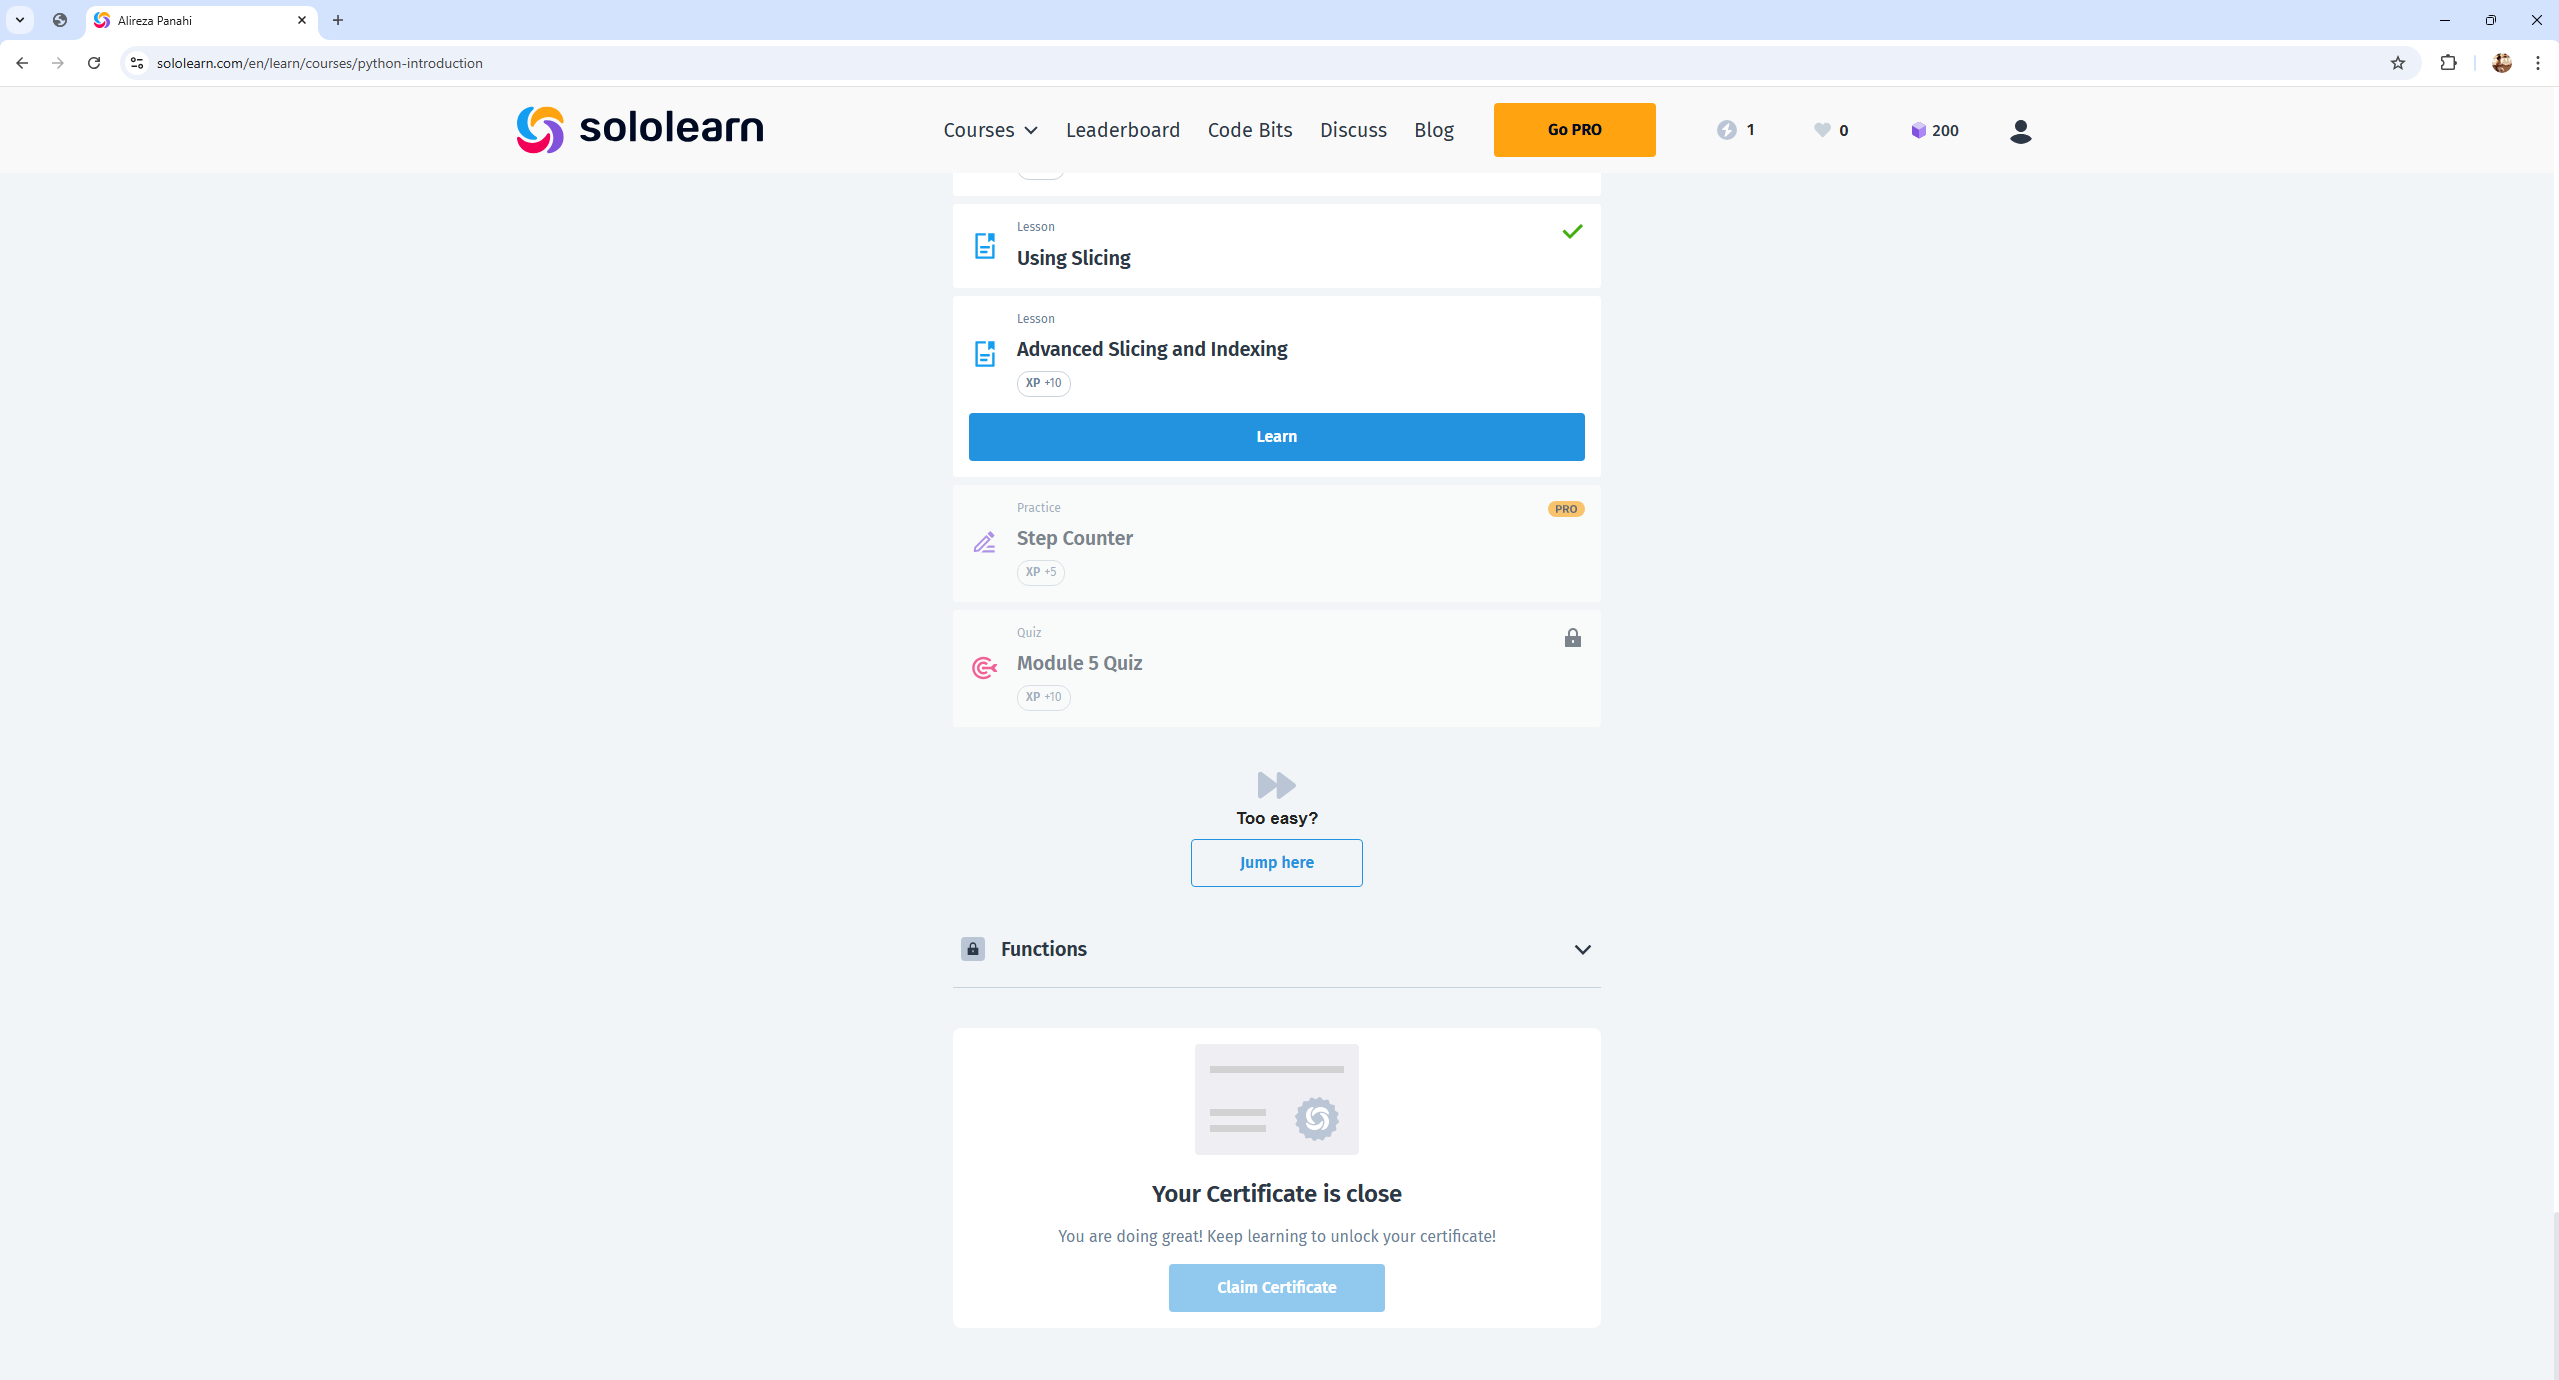 Alireza Panahi
sololearn.com/en/learn/courses/python-introduction
sololearn
Courses
Leaderboard
Code Bits
Discuss
Blog
Go PRO
1
0
200
Lesson
Using Slicing
Lesson
Advanced Slicing and Indexing
XP +10
Learn
Practice
PRO
Step Counter
XP +5
Quiz
Module 5 Quiz
XP +10
Too easy?
Jump here
Functions
Your Certificate is close
You are doing great! Keep learning to unlock your certificate!
Claim Certificate